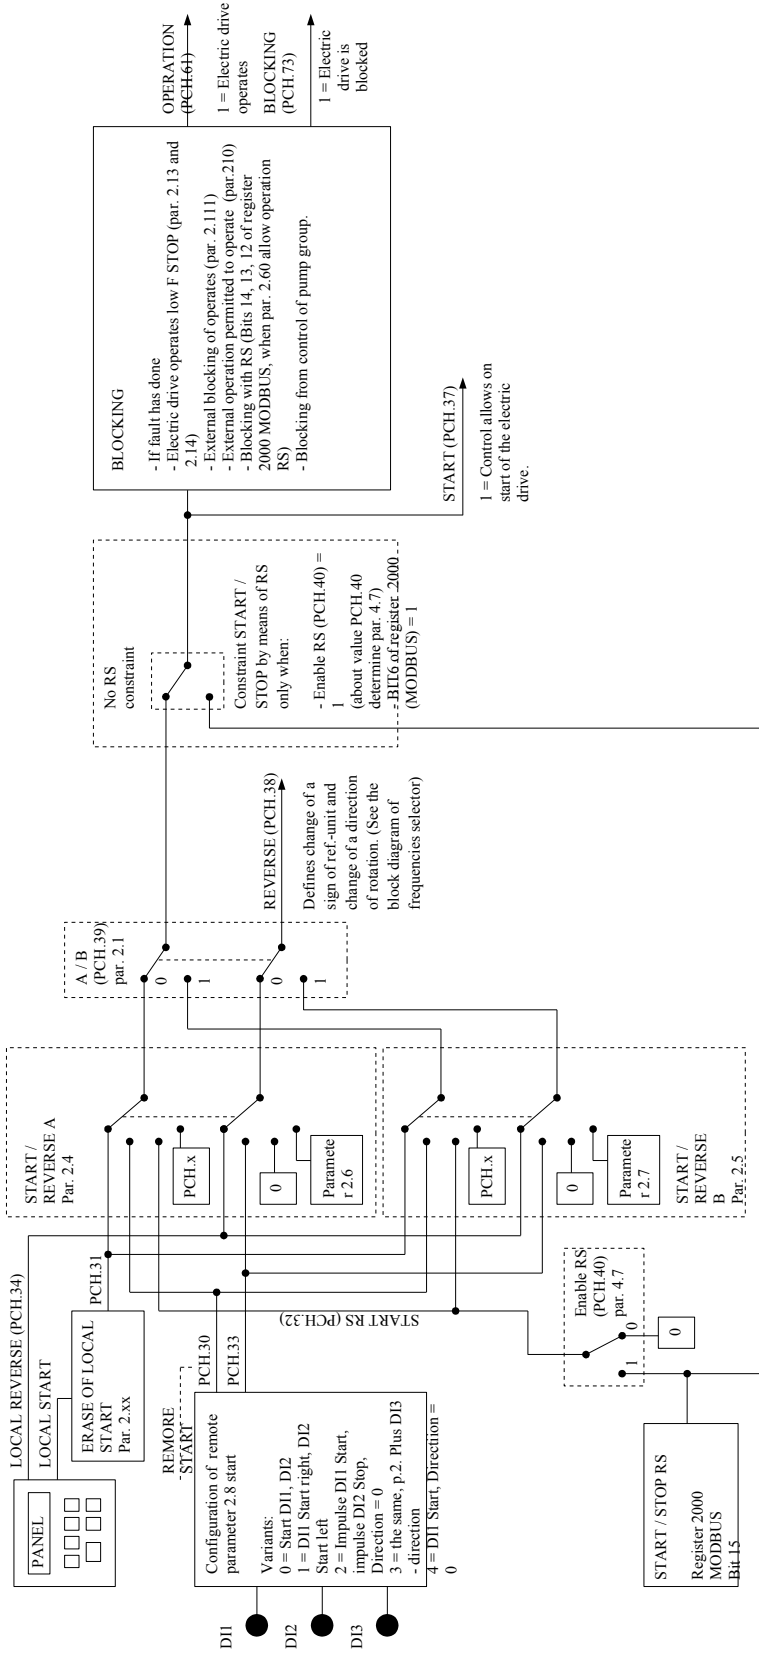 PANEL
LOCAL REVERSE (PCH.34)
LOCAL START
ERASE OF LOCAL
START
Par. 2.xx
PCH.31
REMORE
START
PCH.30
PCH.33
DI1
DI2
DI3
Configuration of remote
parameter 2.8 start
Variants:
0 = Start DI1, DI2
1 = DI1 Start right, DI2
Start left
2 = Impulse DI1 Start,
impulse DI2 Stop,
Direction = 0
3 = the same, p.2. Plus DI3
- direction
4 = DI1 Start, Directiion =
0
START RS (PCH.32)
START / STOP RS
Register 2000
MODBUS
Bit 15
Enable RS
(PCH.40)
par. 4.7
1
0
0
START /
REVERSE A
Par. 2.4
PCH.x
0
Paramete
r 2.6
PCH.x
0
Paramete
r 2.7
START /
REVERSE
B
Par. 2.5
A / B
(PCH.39)
par. 2.1
0
1
0
1
REVERSE (PCH.38)
Defines change of a
sign of ref.-unit and
change of a direction
of rotation. (See the
block diagram of
frequencies selector)
No RS
constraint
Constraint START /
STOP by means of RS
only when:
- Enable RS (PCH.40) =
1
(about value PCH.40
determine par. 4.7)
- BIT6 of register 2000
(MODBUS) = 1
START (PCH.37)
1 = Control allows on
start of the electric
drive.
BLOCKING
- If fault has done
- Electric drive operates low F STOP (par. 2.13 and
2.14)
- External blocking of operates (par. 2.111)
- External operation permitted to operate (par.210)
- Blocking with RS (Bits 14, 13, 12 of register
2000 MODBUS, when par. 2.60 allow operation
RS)
- Blocking from control of pump group.
OPERATION
(PCH.61)
1 = Electric drive
operates
BLOCKING
(PCH.73)
1 = Electric
drive is
blocked